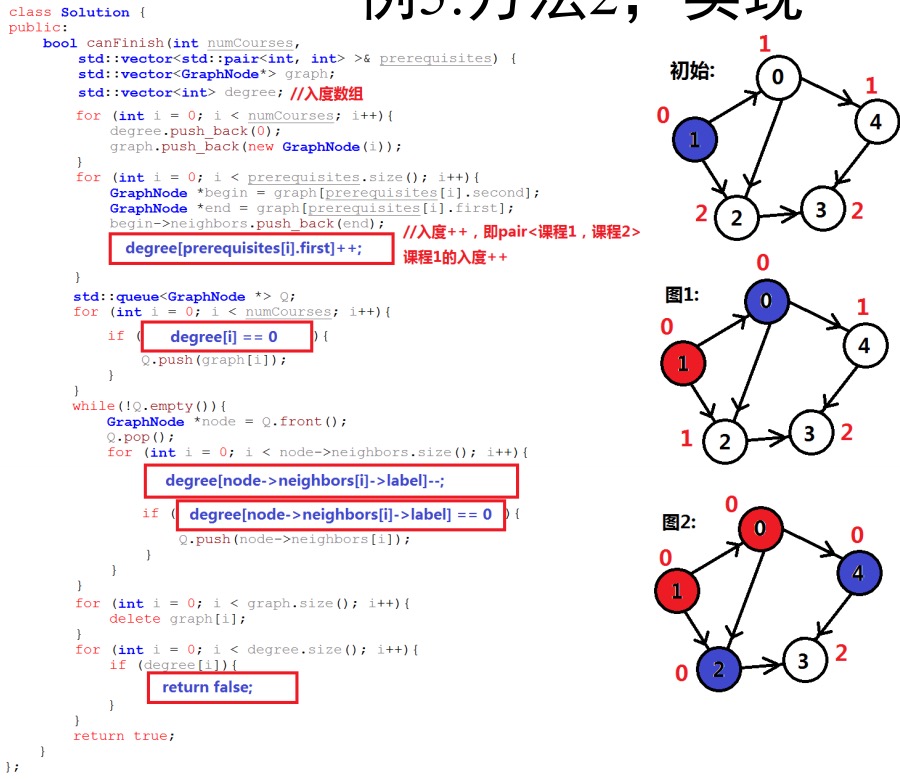 例5:方法2，实现
class Solution {
public:
bool canFinish(int numCourses,
std::vector<std::pair<int, int> >& prerequisites) {
std::vector<GraphNode*> graph;
std::vector<int> degree; //入度数组
for (int i = 0; i < numCourses; i++){
degree.push_back(0);
graph.push_back(new GraphNode(i));
}
for (int i = 0; i < prerequisites.size(); i++){
GraphNode *begin = graph[prerequisites[i].second];
GraphNode *end = graph[prerequisites[i].first];
begin->neighbors.push_back(end);
degree[prerequisites[i].first]++;
//入度++，即pair<课程1，课程2>
课程1的入度++
}
std::queue<GraphNode *> Q;
for (int i = 0; i < numCourses; i++){
if ( degree[i] == 0 ){
Q.push(graph[i]);
}
}
while(!Q.empty()){
GraphNode *node = Q.front();
Q.pop();
for (int i = 0; i < node->neighbors.size(); i++){
degree[node->neighbors[i]->label]--;
if ( degree[node->neighbors[i]->label] == 0 ){
Q.push(node->neighbors[i]);
}
}
}
for (int i = 0; i < graph.size(); i++){
delete graph[i];
}
for (int i = 0; i < degree.size(); i++){
if (degree[i]){
return false;
}
}
return true;
}
};
初始:
1
0
1
4
0
1
2
2
3
2
图1:
0
0
1
4
0
1
1
2
3
2
图2:
0
0
0
4
0
1
0
2
3
2